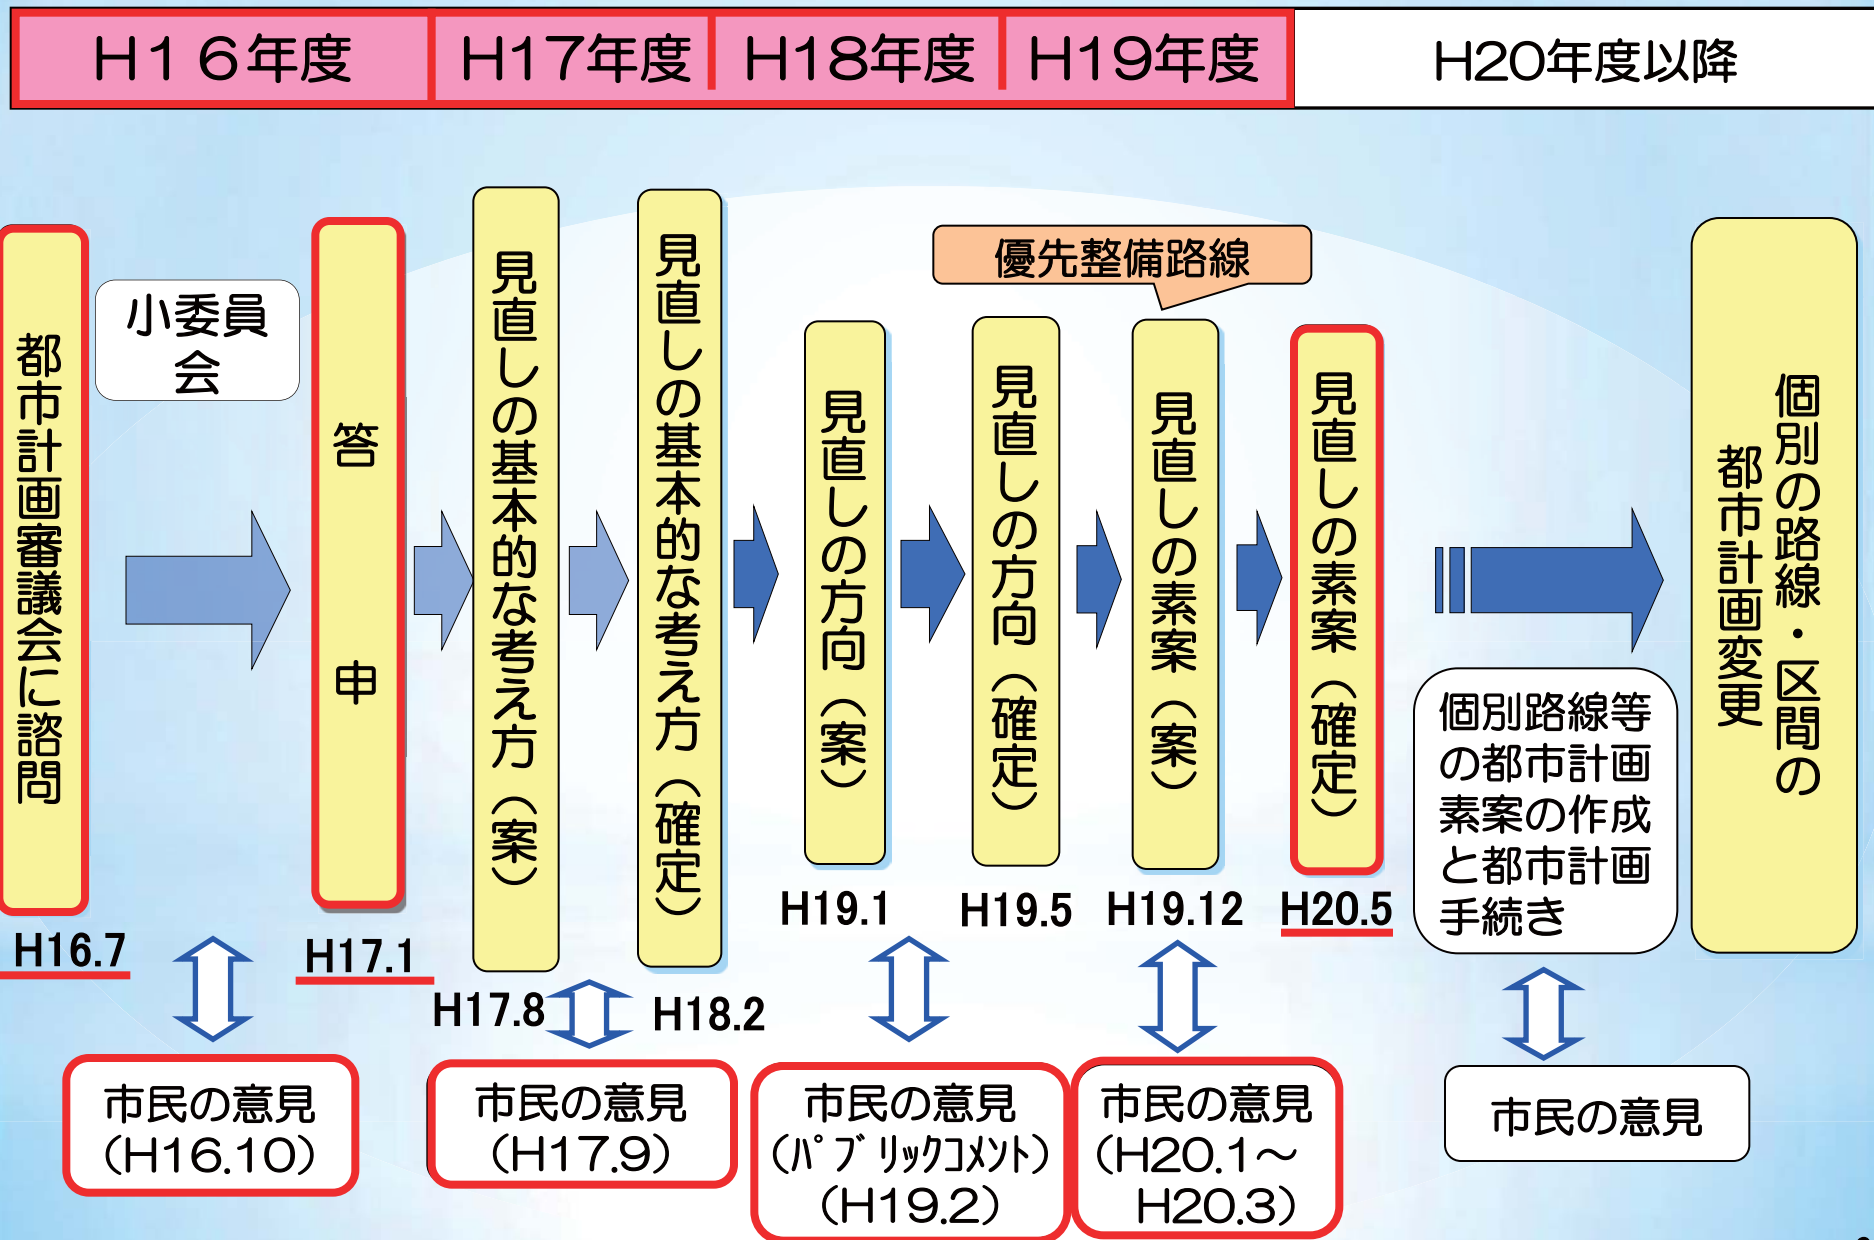 H16年度
H17年度
H18年度
H19年度
H20年度以降
都市計画審議会に諮問
小委員
会
答申
見直しの基本的な考え方（案）
見直しの基本的な考え方（確定）
優先整備路線
見直しの方向（案）
見直しの方向（確定）
見直しの素案（案）
見直しの素案（確定）
個別の路線・区間の
都市計画変更
個別路線等
の都市計画
素案の作成
と都市計画
手続き
H16.7
H17.1
H17.8
H18.2
H19.1
H19.5
H19.12
H20.5
市民の意見
（H16.10）
市民の意見
（H17.9）
市民の意見
（ﾊﾟﾌﾞﾘｯｸｺﾒﾝﾄ）
（H19.2）
市民の意見
（H20.1～
H20.3）
市民の意見